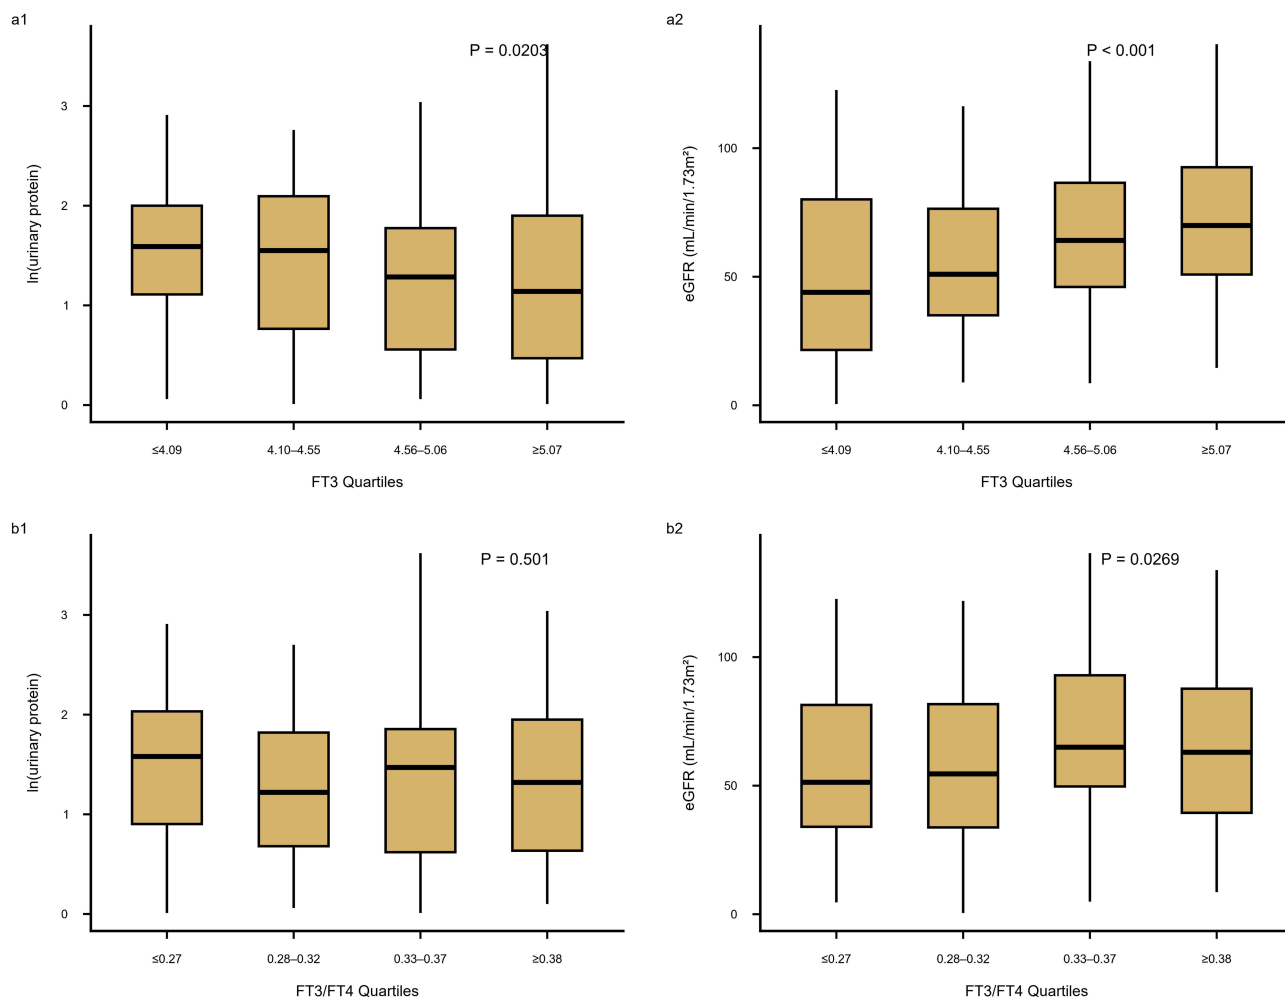 a1
P = 0.0203
ln(urinary protein)
3
2
1
0
≤4.09
4.10–4.55
4.56–5.06
≥5.07
FT3 Quartiles
a2
P < 0.001
eGFR (mL/min/1.73m²)
100
50
0
≤4.09
4.10–4.55
4.56–5.06
≥5.07
FT3 Quartiles
b1
P = 0.501
ln(urinary protein)
3
2
1
0
≤0.27
0.28–0.32
0.33–0.37
≥0.38
FT3/FT4 Quartiles
b2
P = 0.0269
eGFR (mL/min/1.73m²)
100
50
0
≤0.27
0.28–0.32
0.33–0.37
≥0.38
FT3/FT4 Quartiles